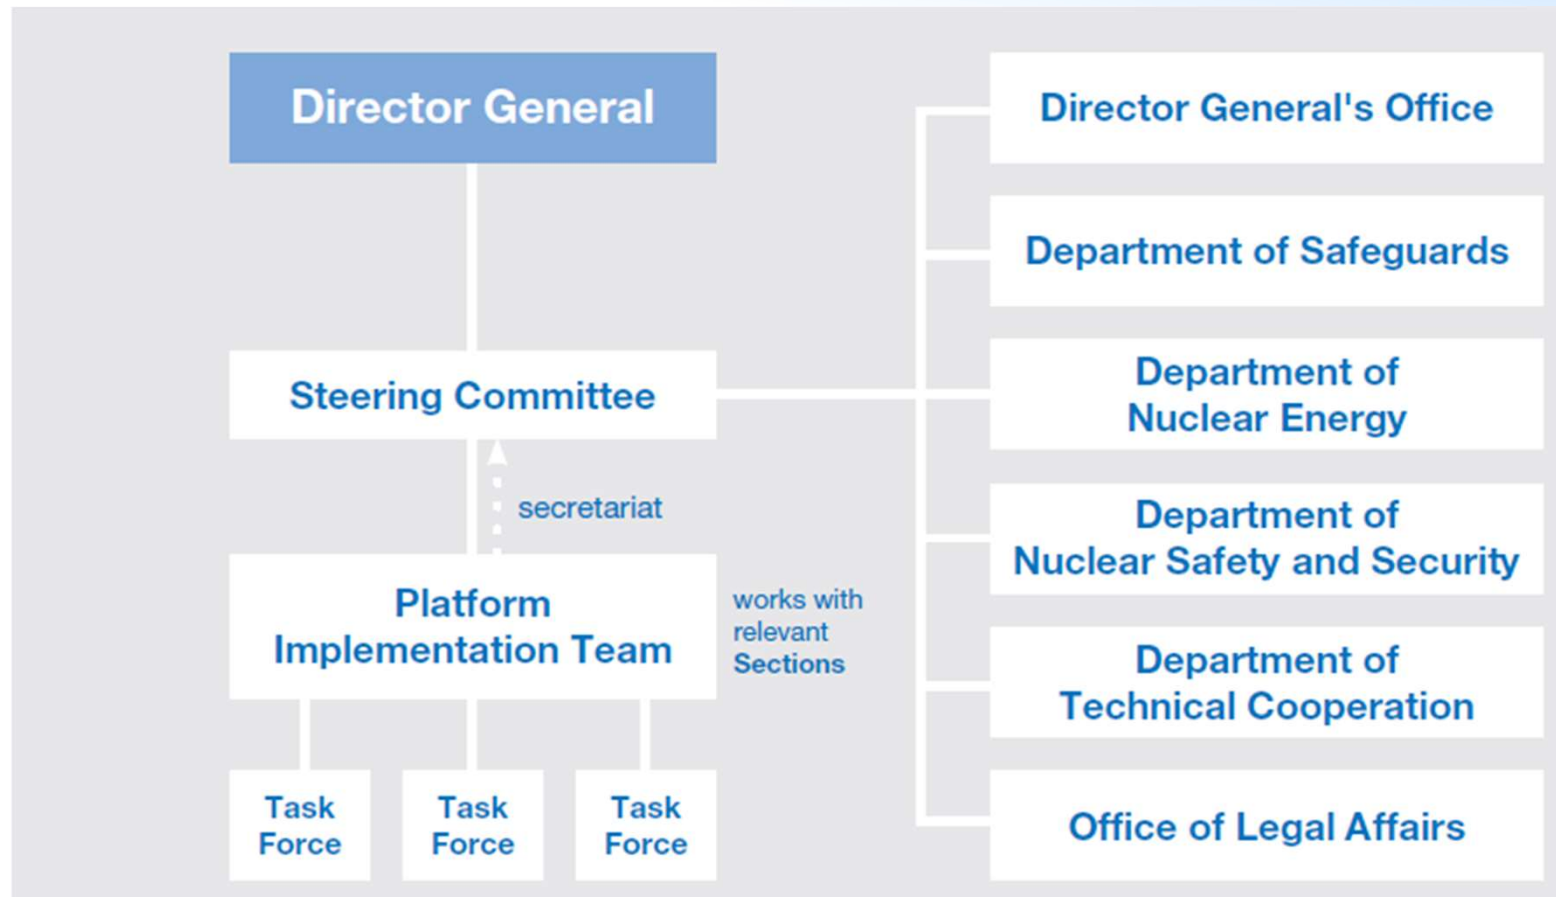 Director General
Steering Committee
secretariat
Platform
Implementation Team
works with
relevant
Sections
Task
Force
Task
Force
Task
Force
Director General's Office
Department of Safeguards
Department of
Nuclear Energy
Department of
Nuclear Safety and Security
Department of
Technical Cooperation
Office of Legal Affairs